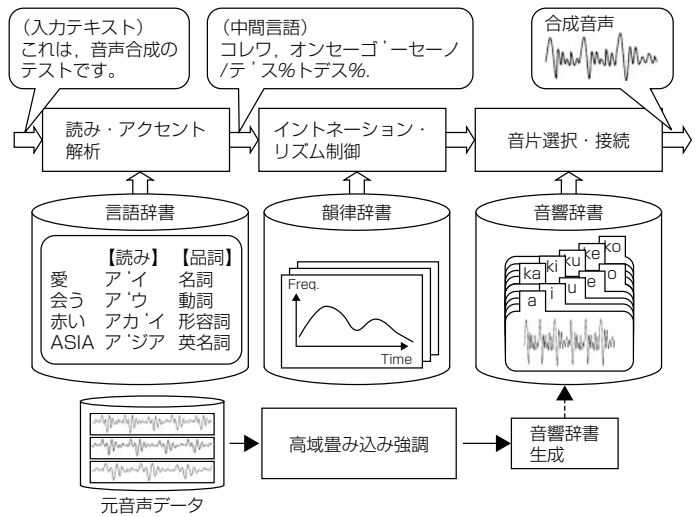 （入力テキスト）
これは，音声合成の
テストです。
（中間言語）
コレワ，オンセーゴ'ーセーノ
/テ'ス%トデス%.
合成音声
読み・アクセント
解析
イントネーション・
リズム制御
音片選択・接続
言語辞書
【読み】 【品詞】
愛 ア'イ 名詞
会う ア'ウ 動詞
赤い アカ'イ 形容詞
ASIA ア'ジア 英名詞
韻律辞書
Freq.
Time
音響辞書
ka ki ku ke ko
a i u e o
元音声データ
高域畳み込み強調
音響辞書
生成